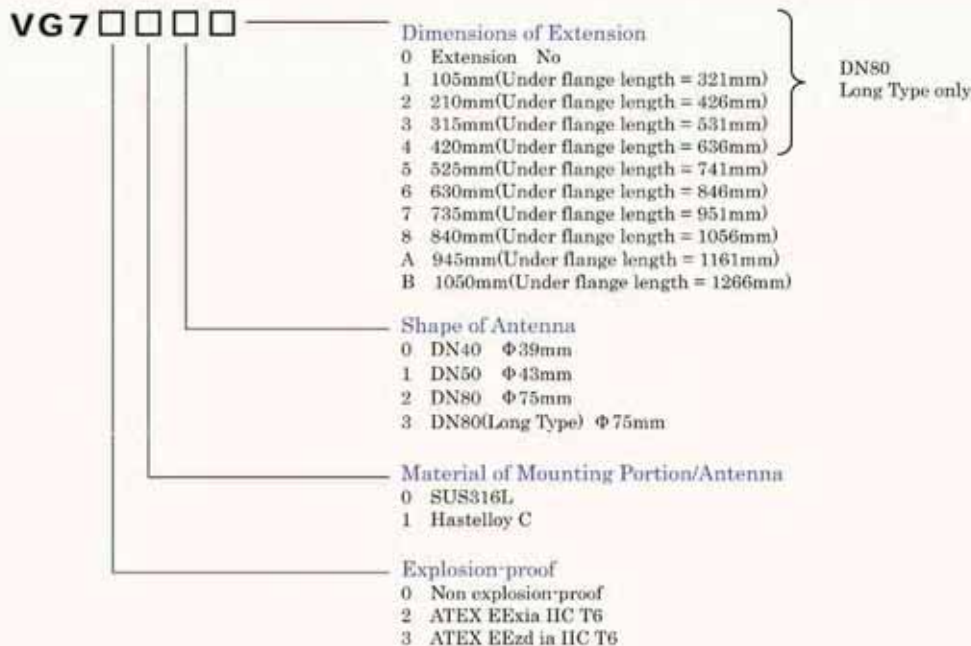 VG7□□□□
Dimensions of Extension
0 Extension No
1 105mm(Under flange length = 321mm)
2 210mm(Under flange length = 426mm)
3 315mm(Under flange length = 531mm)
4 420mm(Under flange length = 636mm)
5 525mm(Under flange length = 741mm)
6 630mm(Under flange length = 846mm)
7 735mm(Under flange length = 951mm)
8 840mm(Under flange length = 1056mm)
A 945mm(Under flange length = 1161mm)
B 1050mm(Under flange length = 1266mm)
DN80
Long Type only
Shape of Antenna
0 DN40 Φ39mm
1 DN50 Φ43mm
2 DN80 Φ75mm
3 DN80(Long Type) Φ75mm
Material of Mounting Portion/Antenna
0 SUS316L
1 Hastelloy C
Explosion-proof
0 Non explosion-proof
2 ATEX EExia IIC T6
3 ATEX EEzd ia IIC T6